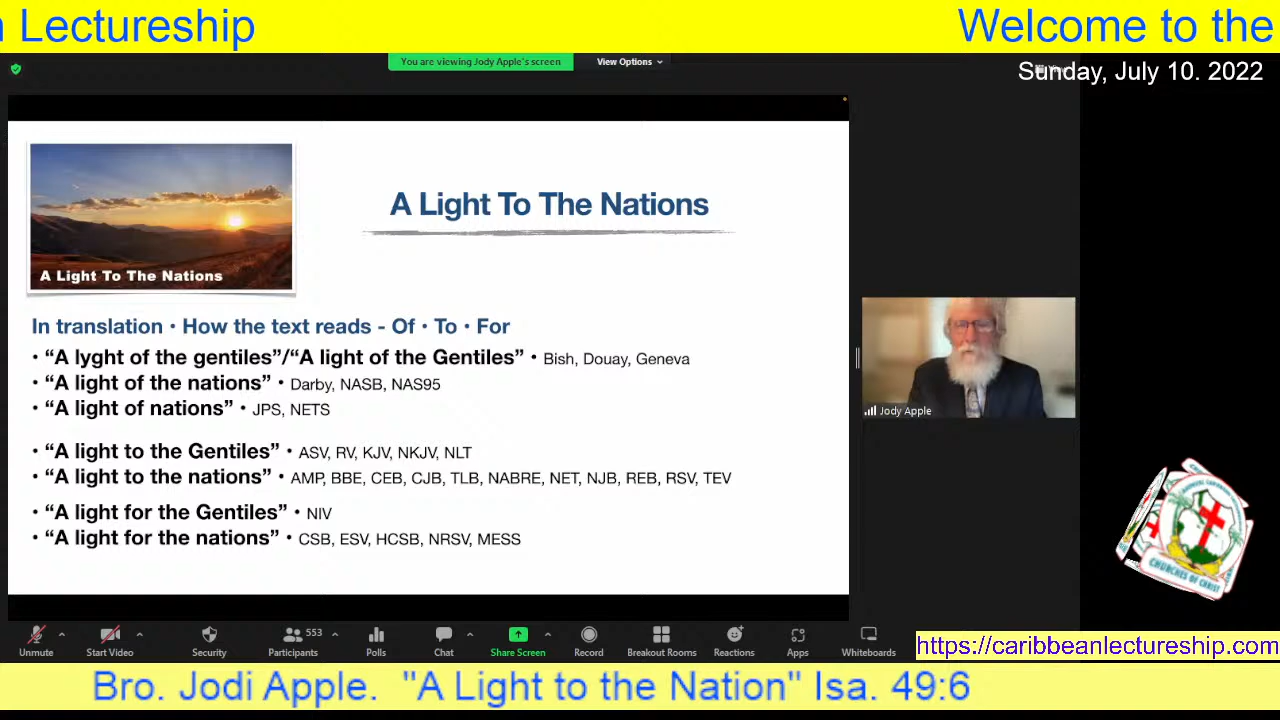 n Lectureship
Welcome to the
You are viewing Jody Apple's screen
View Options
Sunday, July 10. 2022
A Light To The Nations
A Light To The Nations
In translation • How the text reads - Of • To • For
• “A lyght of the gentiles”/“A light of the Gentiles” • Bish, Douay, Geneva
• “A light of the nations” • Darby, NASB, NAS95
• “A light of nations” • JPS, NETS
• “A light to the Gentiles” • ASV, RV, KJV, NKJV, NLT
• “A light to the nations” • AMP, BBE, CEB, CJB, TLB, NABRE, NET, NJB, REB, RSV, TEV
• “A light for the Gentiles” • NIV
• “A light for the nations” • CSB, ESV, HCSB, NRSV, MESS
Jody Apple
CHURCHES OF CHRIST
553
Unmute
Start Video
Security
Participants
Polls
Chat
Share Screen
Record
Breakout Rooms
Reactions
Apps
Whiteboards
https://caribbeanlectureship.com
Bro. Jodi Apple. "A Light to the Nation" Isa. 49:6